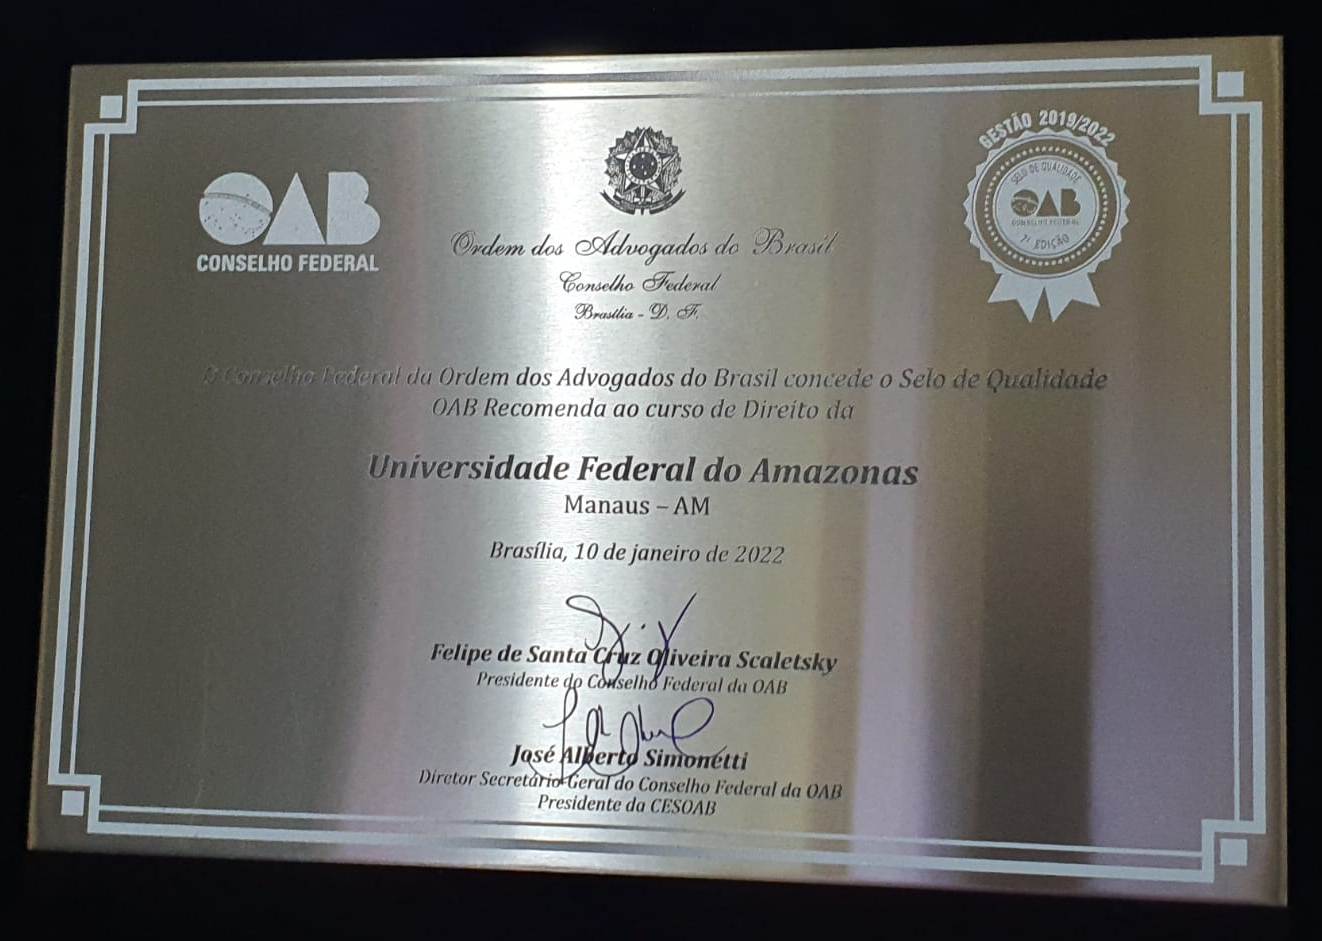 OAB
CONSELHO FEDERAL
Ordem dos Advogados do Brasil
Conselho Federal
Brasília - D. F.
GESTÃO 2019/2022
SELO DE QUALIDADE
OAB
CONSELHO FEDERAL
7ª EDIÇÃO
O Conselho Federal da Ordem dos Advogados do Brasil concede o Selo de Qualidade
OAB Recomenda ao curso de Direito da
Universidade Federal do Amazonas
Manaus – AM
Brasília, 10 de janeiro de 2022
Felipe de Santa Cruz Oliveira Scaletsky
Presidente do Conselho Federal da OAB
José Alberto Simonetti
Diretor Secretário-Geral do Conselho Federal da OAB
Presidente da CESOAB